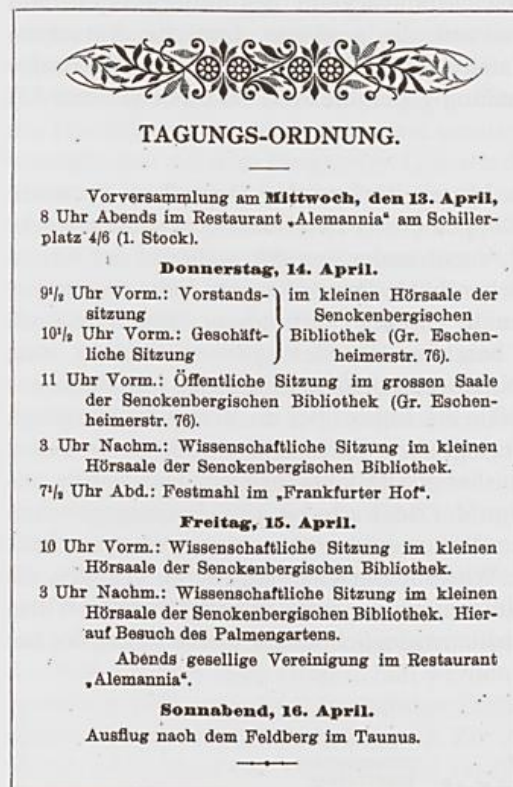 TAGUNGS-ORDNUNG.
Vorversammlung am Mittwoch, den 13. April,
8 Uhr Abends im Restaurant „Alemannia“ am Schiller-
platz 4/6 (1. Stock).
Donnerstag, 14. April.
9½ Uhr Vorm.: Vorstands-
sitzung
10½ Uhr Vorm.: Geschäft-
liche Sitzung
im kleinen Hörsaale der
Senckenbergischen
Bibliothek (Gr. Eschen-
heimerstr. 76).
11 Uhr Vorm.: Öffentliche Sitzung im grossen Saale
der Senckenbergischen Bibliothek (Gr. Eschen-
heimerstr. 76).
3 Uhr Nachm.: Wissenschaftliche Sitzung im kleinen
Hörsaale der Senckenbergischen Bibliothek.
7½ Uhr Abd.: Festmahl im „Frankfurter Hof“.
Freitag, 15. April.
10 Uhr Vorm.: Wissenschaftliche Sitzung im kleinen
Hörsaale der Senckenbergischen Bibliothek.
3 Uhr Nachm.: Wissenschaftliche Sitzung im kleinen
Hörsaale der Senckenbergischen Bibliothek. Hier-
auf Besuch des Palmengartens.
Abends gesellige Vereinigung im Restaurant
„Alemannia“.
Sonnabend, 16. April.
Ausflug nach dem Feldberg im Taunus.